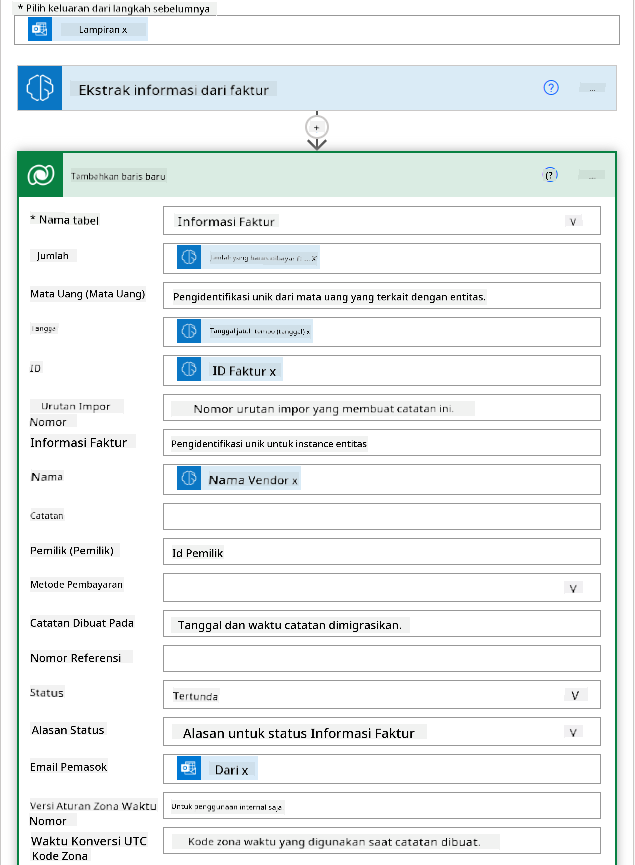 * Pilih keluaran dari langkah sebelumnya
Lampiran x
Ekstrak informasi dari faktur
?
...
+
Tambahkan baris baru
(?
...
* Nama tabel
Informasi Faktur
V
Jumlah
Mata Uang (Mata Uang)
Pengidentifikasi unik dari mata uang yang terkait dengan entitas.
Tangga
Tanggal jatuh tempo (tanggal) x
ID
ID Faktur x
Urutan Impor
Nomor
Nomor urutan impor yang membuat catatan ini.
Informasi Faktur
Pengidentifikasi unik untuk instance entitas
Nama
Nama Vendor x
Catatan
Pemilik (Pemilik)
Id Pemilik
Metode Pembayaran
V
Catatan Dibuat Pada
Tanggal dan waktu catatan dimigrasikan.
Nomor Referensi
Status
Tertunda
V
Alasan Status
Alasan untuk status Informasi Faktur
V
Email Pemasok
Dari x
Versi Aturan Zona Waktu
Nomor
Untuk penggunaan internal saja
Waktu Konversi UTC
Kode Zona
Kode zona waktu yang digunakan saat catatan dibuat.